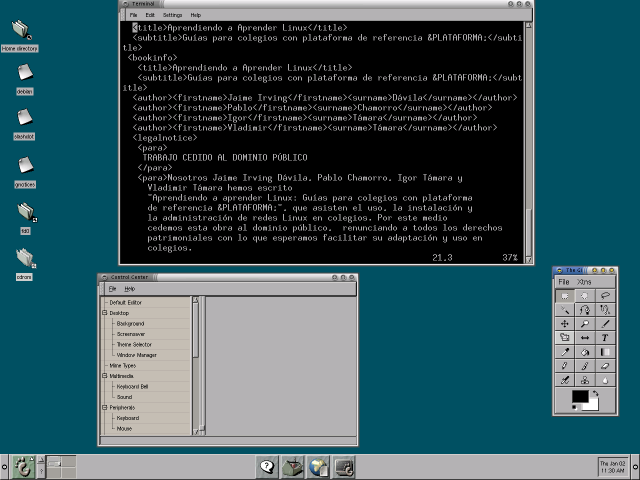 Terminal
File Edit Settings Help
<title>Aprendiendo a Aprender Linux</title>
<subtitle>Guías para colegios con plataforma de referencia &PLATAFORMA;</subti
tle>
<bookinfo>
<title>Aprendiendo a Aprender Linux</title>
<subtitle>Guías para colegios con plataforma de referencia &PLATAFORMA;</subt
itle>
<author><firstname>Jaime Irving</firstname><surname>Dávila</surname></author>
<author><firstname>Pablo</firstname><surname>Chamorro</surname></author>
<author><firstname>Igor</firstname><surname>Támara</surname></author>
<author><firstname>Vladimir</firstname><surname>Támara</surname></author>
<legalnotice>
<para>
TRABAJO CEDIDO AL DOMINIO PÚBLICO
</para>
<para>Nosotros Jaime Irving Dávila, Pablo Chamorro, Igor Támara y
Vladimir Támara hemos escrito
"Aprendiendo a aprender Linux: Guías para colegios con plataforma
de referencia &PLATAFORMA;", que asisten el uso, la instalación y
la administración de redes Linux en colegios. Por este medio
cedemos esta obra al dominio público, renunciando a todos los derechos
patrimoniales con lo que esperamos facilitar su adaptación y uso en
colegios.
21.3 37%
Home directory
debian
slashdot
gnotices
fd0
cdrom
Control Center
File Help
Default Editor
Desktop
Background
Screensaver
Theme Selector
Window Manager
Mime Types
Multimedia
Keyboard Bell
Sound
Peripherals
Keyboard
Mouse
The GI
File Xtns
Thu Jan 02
11:30 AM